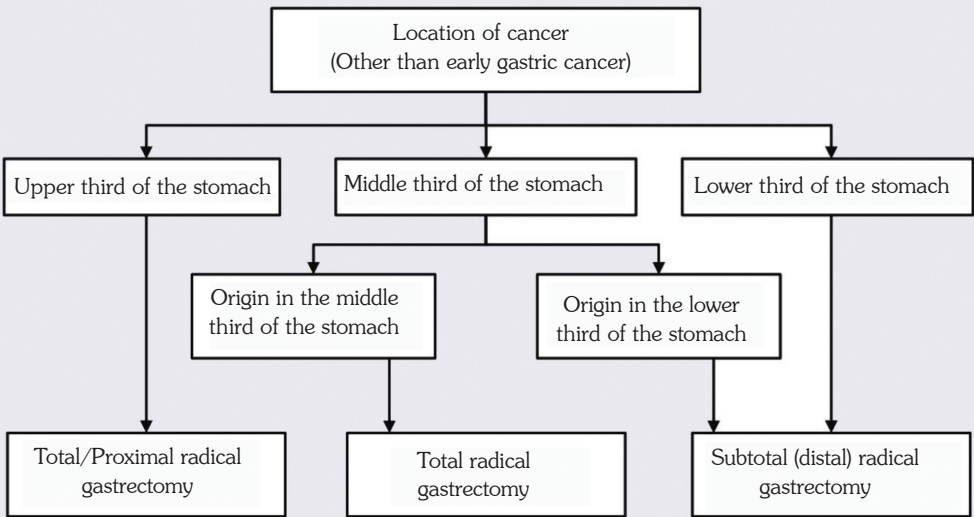 Location of cancer
(Other than early gastric cancer)
Upper third of the stomach
Middle third of the stomach
Lower third of the stomach
Origin in the middle
third of the stomach
Origin in the lower
third of the stomach
Total/Proximal radical
gastrectomy
Total radical
gastrectomy
Subtotal (distal) radical
gastrectomy